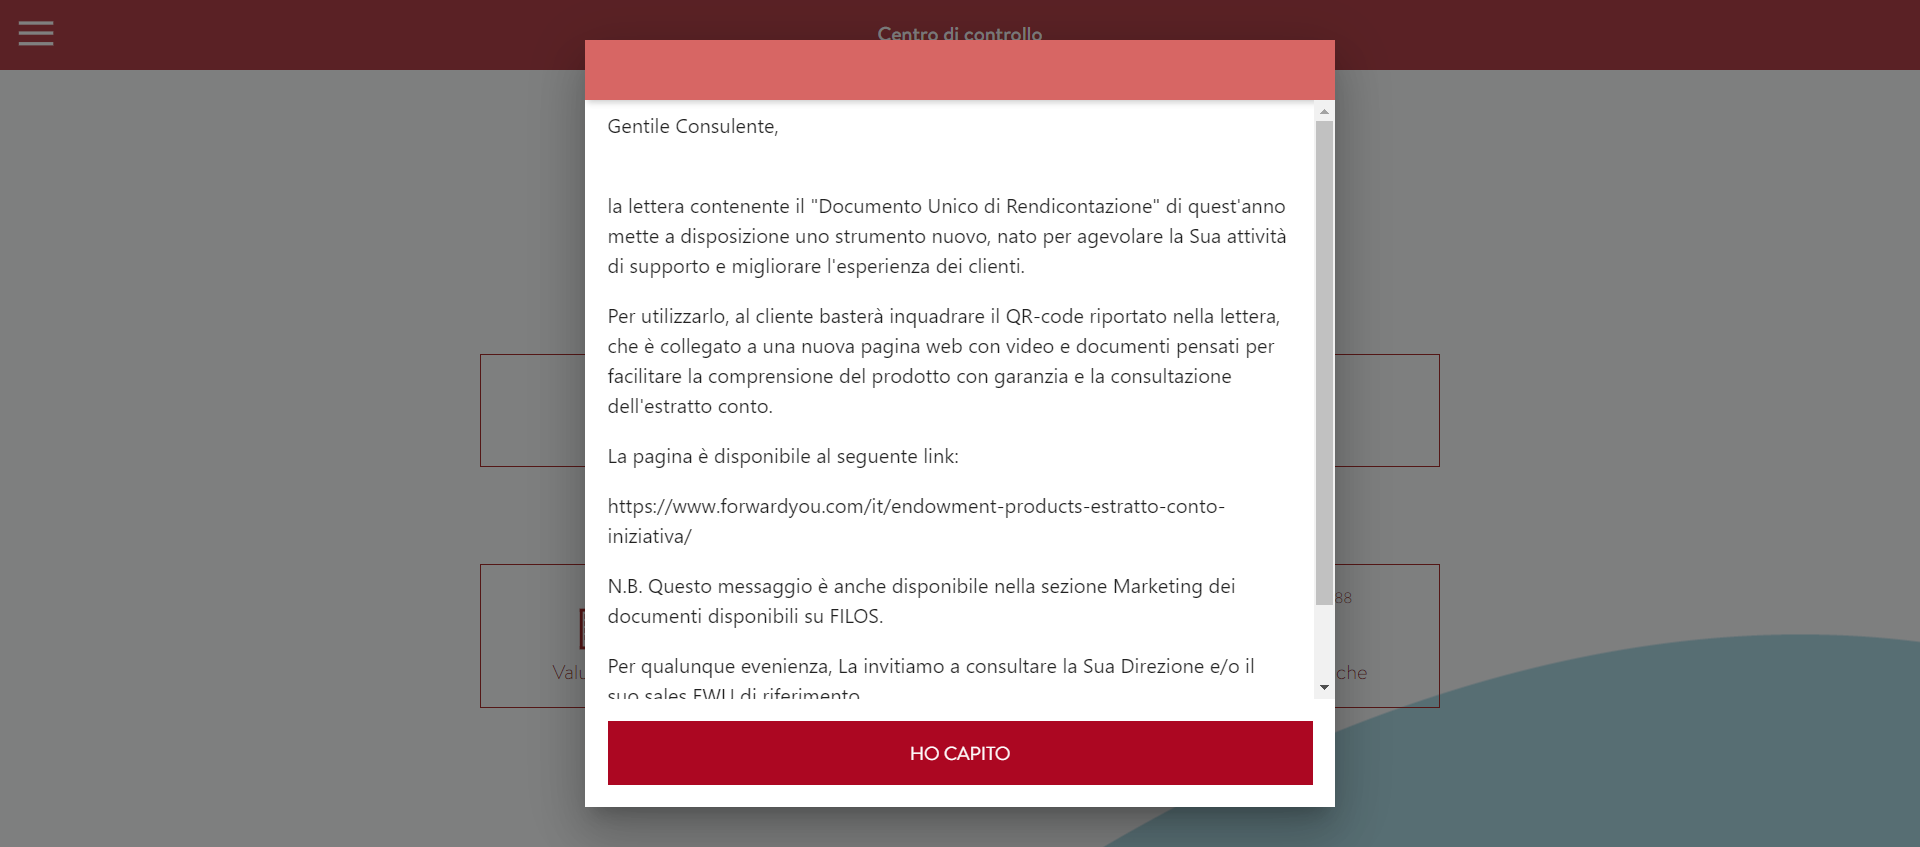 Centro di controllo
Gentile Consulente,
la lettera contenente il "Documento Unico di Rendicontazione" di quest'anno
mette a disposizione uno strumento nuovo, nato per agevolare la Sua attività
di supporto e migliorare l'esperienza dei clienti.
Per utilizzarlo, al cliente basterà inquadrare il QR-code riportato nella lettera,
che è collegato a una nuova pagina web con video e documenti pensati per
facilitare la comprensione del prodotto con garanzia e la consultazione
dell'estratto conto.
La pagina è disponibile al seguente link:
https://www.forwardyou.com/it/endowment-products-estratto-conto-
iniziativa/
N.B. Questo messaggio è anche disponibile nella sezione Marketing dei
documenti disponibili su FILOS.
88
Per qualunque evenienza, La invitiamo a consultare la Sua Direzione e/o il
suo sales FWU di riferimento
Valu
che
HO CAPITO